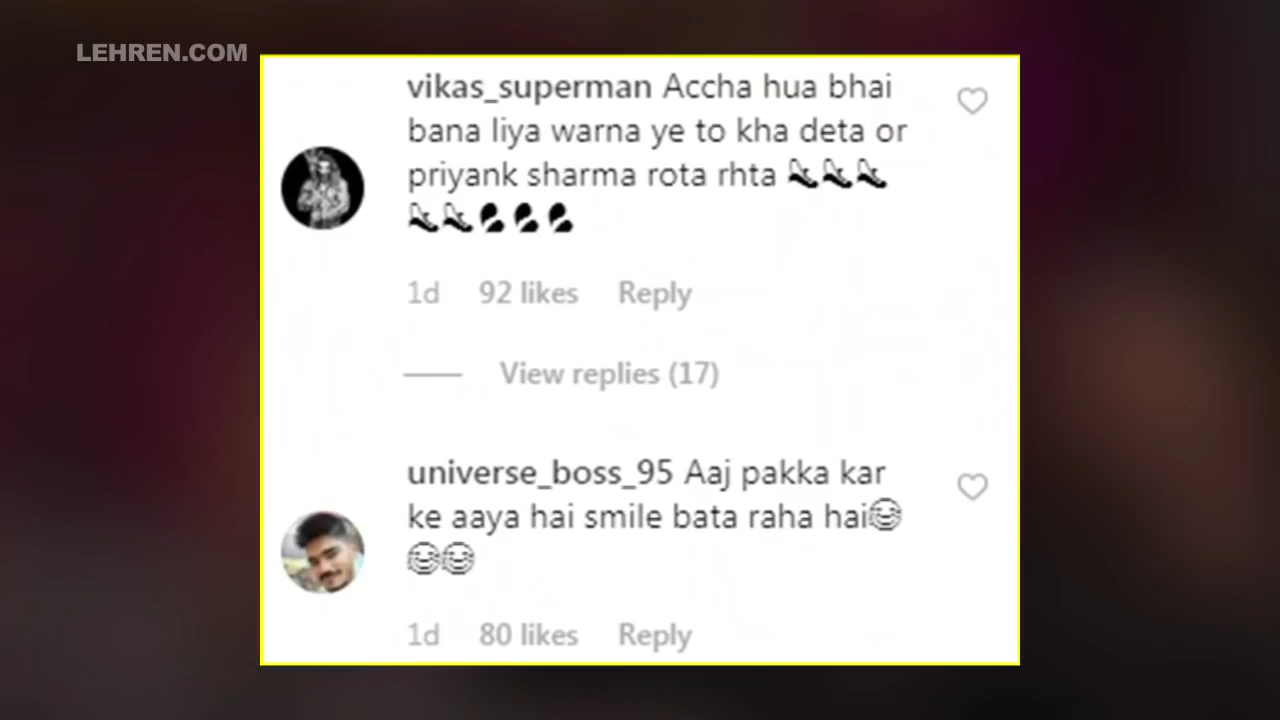 LEHREN.COM
vikas_superman Accha hua bhai
bana liya warna ye to kha deta or
priyank sharma rota rhta 👠👠👠
👠👠👄👄👄
1d 92 likes Reply
View replies (17)
universe_boss_95 Aaj pakka kar
ke aaya hai smile bata raha hai😂
😂😂
1d 80 likes Reply